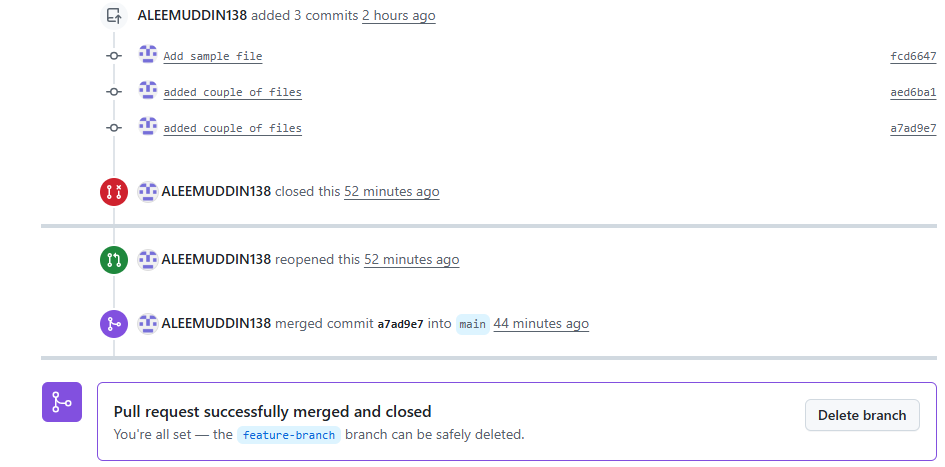 ALEEMUDDIN138 added 3 commits 2 hours ago
Add sample file fcd6647
added couple of files aed6ba1
added couple of files a7ad9e7
ALEEMUDDIN138 closed this 52 minutes ago
ALEEMUDDIN138 reopened this 52 minutes ago
ALEEMUDDIN138 merged commit a7ad9e7 into main 44 minutes ago
Pull request successfully merged and closed
You're all set — the feature-branch branch can be safely deleted.
Delete branch